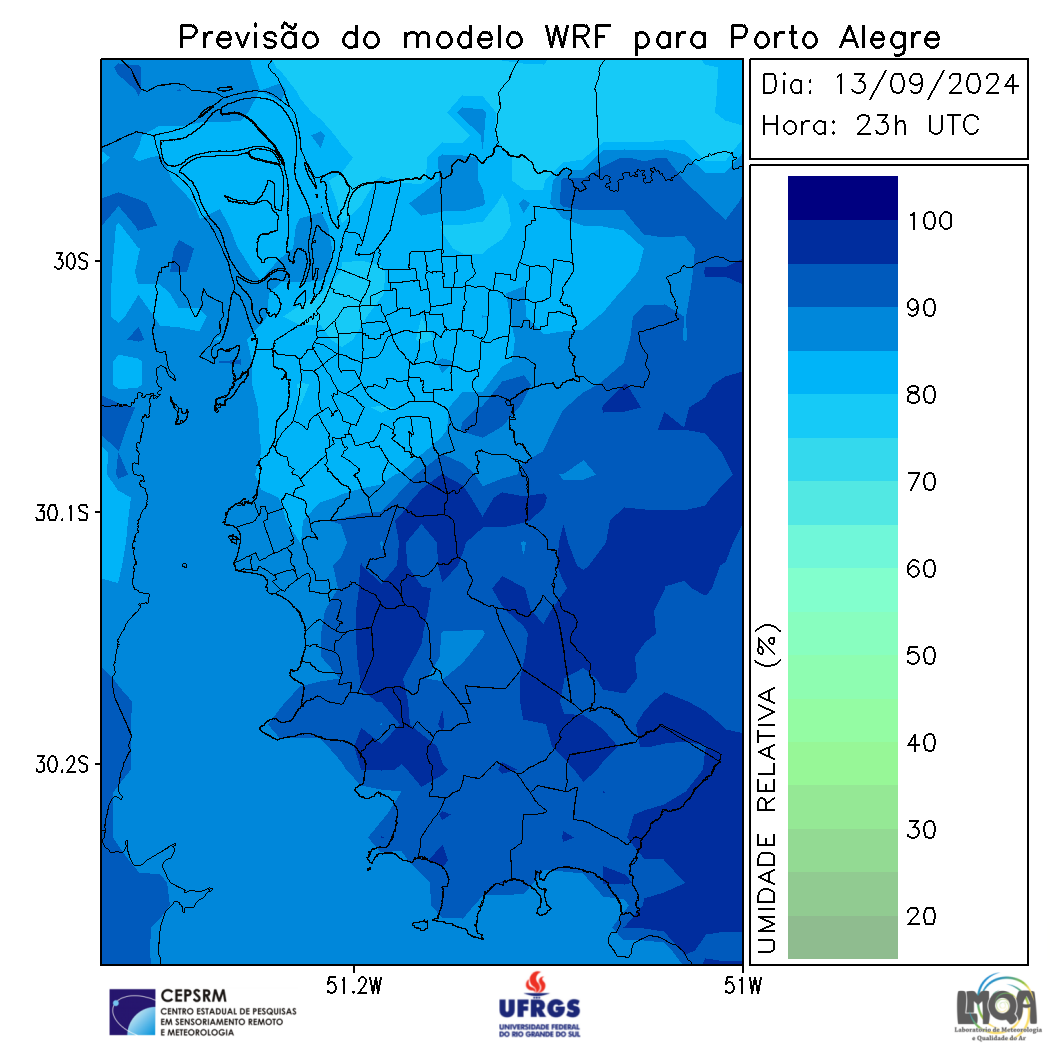 Previsão do modelo WRF para Porto Alegre
Dia: 13/09/2024
Hora: 23h UTC
30S
30.1S
30.2S
51.2W
51W
100
90
80
70
60
50
40
30
20
UMIDADE RELATIVA (%)
CEPSRM
CENTRO ESTADUAL DE PESQUISAS
EM SENSORIAMENTO REMOTO
E METEOROLOGIA
UFRGS
UNIVERSIDADE FEDERAL
DO RIO GRANDE DO SUL
LMQA
Laboratório de Meteorologia
e Qualidade do Ar